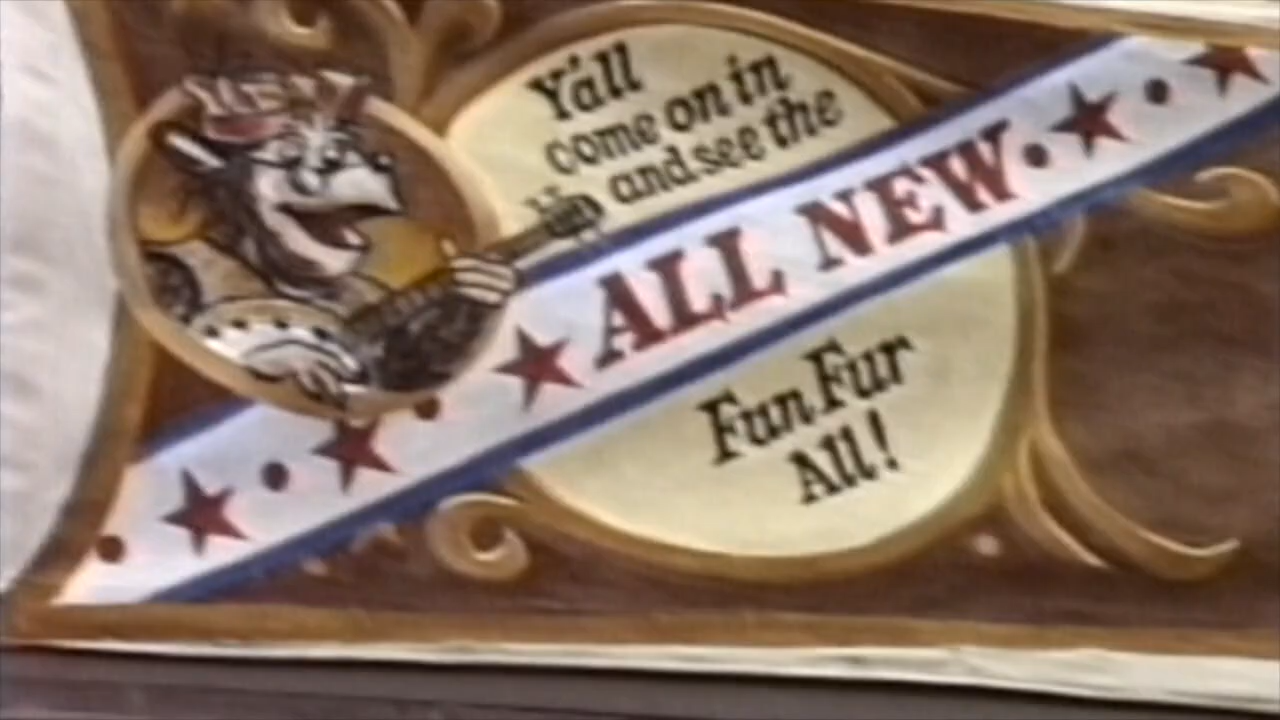 Y'all
come on in
and see the
ALL NEW
Fun Fur
All!